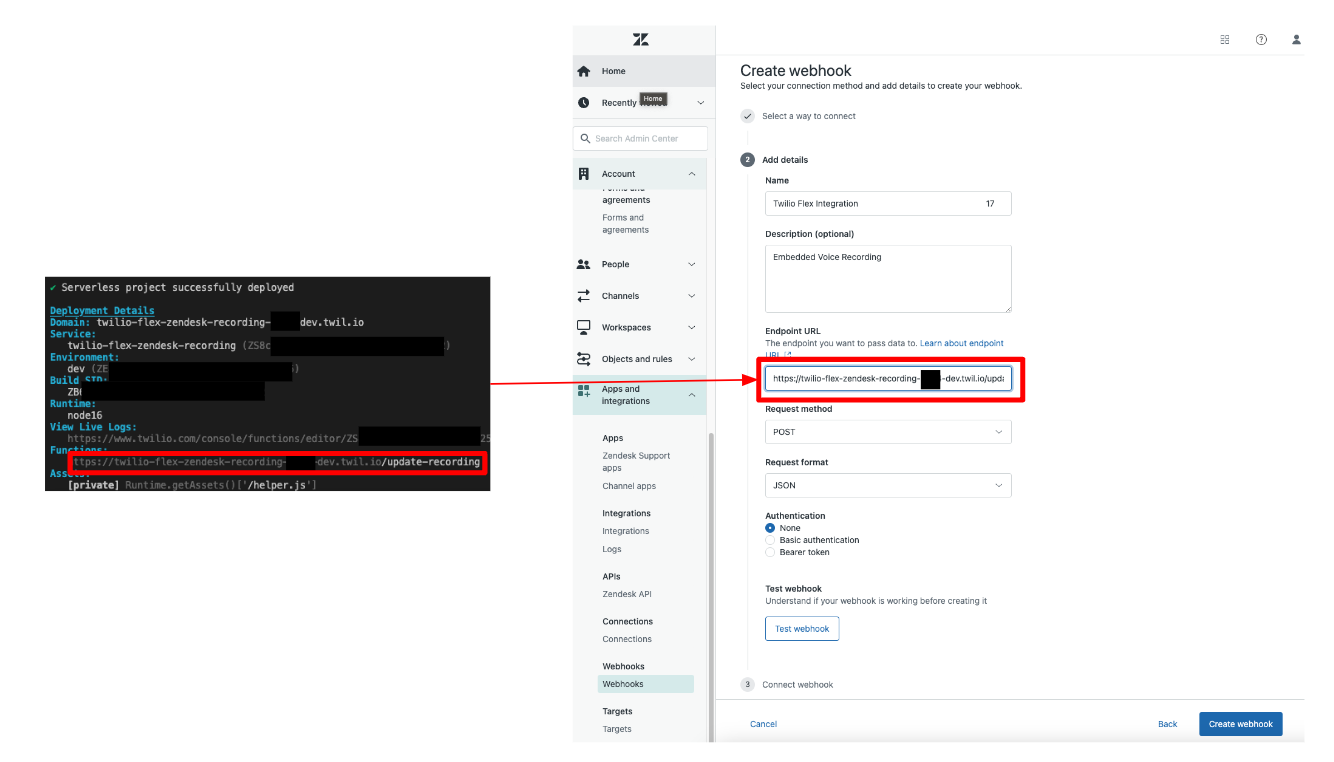 ✓ Serverless project successfully deployed
Deployment Details
Domain: twilio-flex-zendesk-recording- dev.twil.io
Service:
twilio-flex-zendesk-recording (ZS8c )
Environment:
dev (ZE )
Build SID:
ZB
Runtime:
node16
View Live Logs:
https://www.twilio.com/console/functions/editor/ZS 25
Functions:
ttps://twilio-flex-zendesk-recording- -dev.twil.io/update-recording
Assets:
[private] Runtime.getAssets()['/helper.js']
Home
Recently
Home
Search Admin Center
Account
Forms and
agreements
Forms and
agreements
People
Channels
Workspaces
Objects and rules
Apps and
integrations
Apps
Zendesk Support
apps
Channel apps
Integrations
Integrations
Logs
APIs
Zendesk API
Connections
Connections
Webhooks
Webhooks
Targets
Targets
Create webhook
Select your connection method and add details to create your webhook.
Select a way to connect
2 Add details
Name
Twilio Flex Integration 17
Description (optional)
Embedded Voice Recording
Endpoint URL
The endpoint you want to pass data to. Learn about endpoint
URL
https://twilio-flex-zendesk-recording- -dev.twil.io/upda
Request method
POST
Request format
JSON
Authentication
None
Basic authentication
Bearer token
Test webhook
Understand if your webhook is working before creating it
Test webhook
3 Connect webhook
Cancel
Back
Create webhook